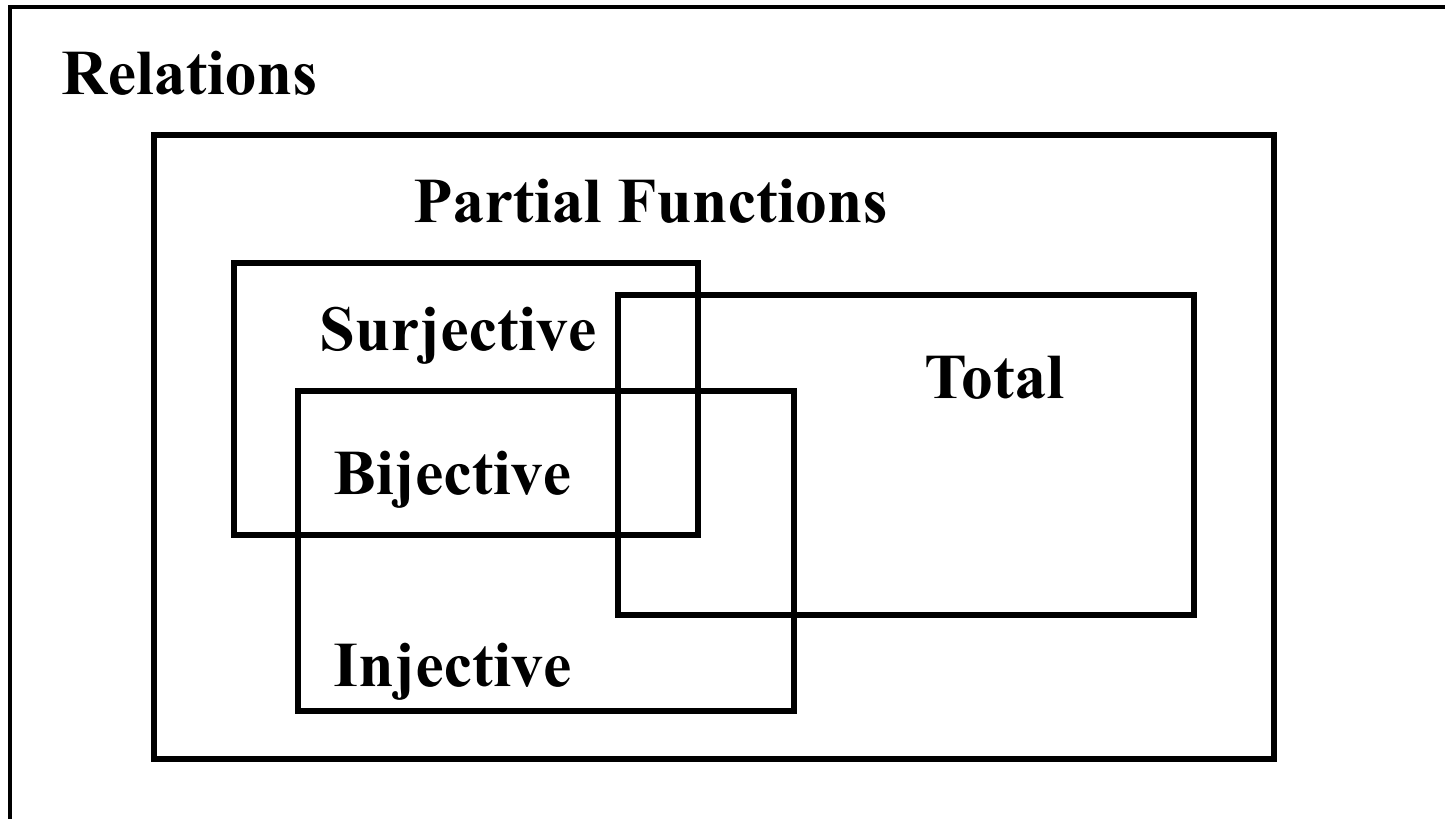 Relations
Partial Functions
Surjective
Total
Bijective
Injective